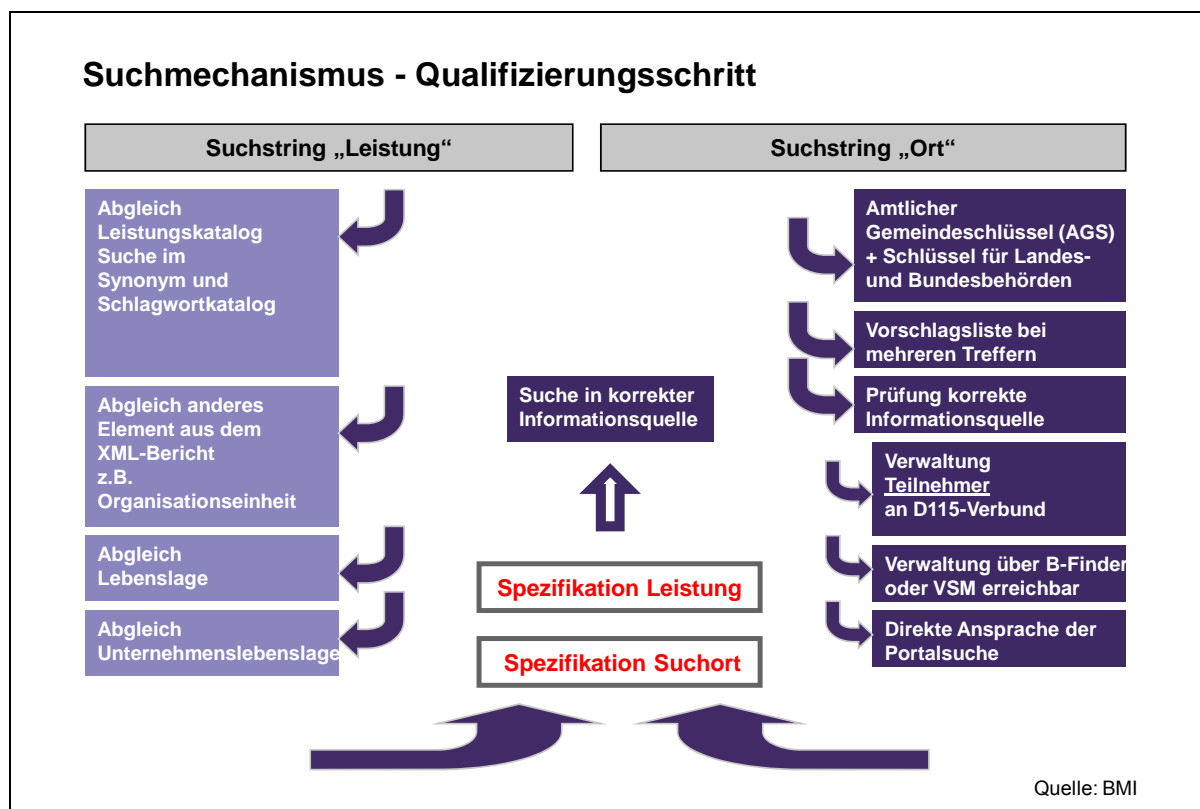 Suchmechanismus - Qualifizierungsschritt
Suchstring „Leistung“
Abgleich
Leistungskatalog
Suche im
Synonym und
Schlagwortkatalog
Abgleich anderes
Element aus dem
XML-Bericht
z.B.
Organisationseinheit
Abgleich
Lebenslage
Abgleich
Unternehmenslebenslage
Suche in korrekter
Informationsquelle
Spezifikation Leistung
Spezifikation Suchort
Suchstring „Ort“
Amtlicher
Gemeindeschlüssel (AGS)
+ Schlüssel für Landes-
und Bundesbehörden
Vorschlagsliste bei
mehreren Treffern
Prüfung korrekte
Informationsquelle
Verwaltung
Teilnehmer
an D115-Verbund
Verwaltung über B-Finder
oder VSM erreichbar
Direkte Ansprache der
Portalsuche
Quelle: BMI